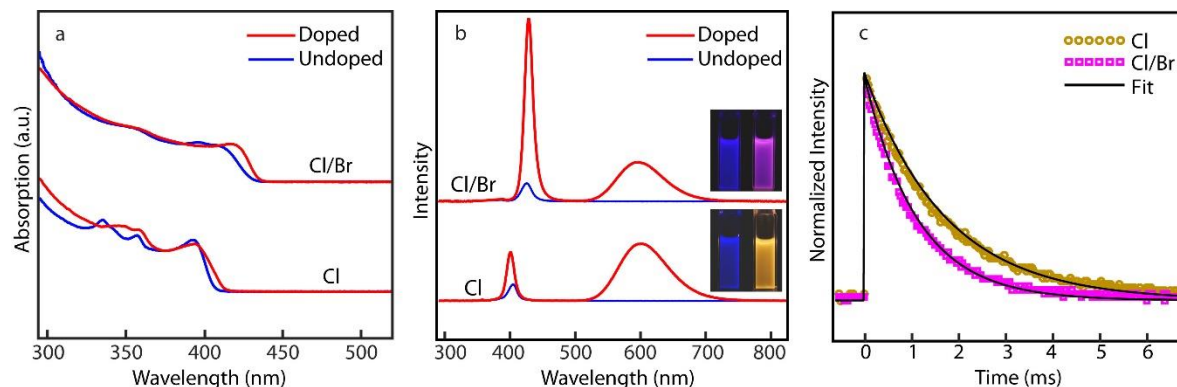 a
Doped
Undoped
Cl/Br
Cl
Absorption (a.u.)
300 350 400 450 500
Wavelength (nm)
b
Doped
Undoped
Cl/Br
Cl
Intensity
300 400 500 600 700 800
Wavelength (nm)
c
Cl
Cl/Br
Fit
Normalized Intensity
0 1 2 3 4 5 6
Time (ms)